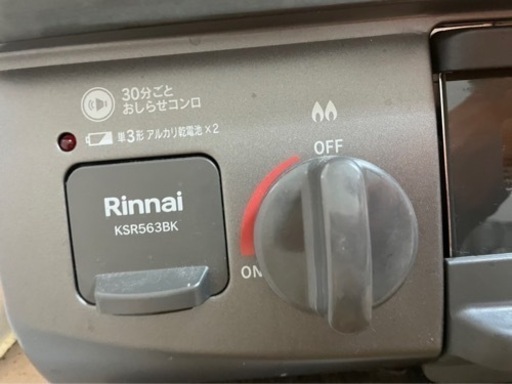 30分ごと
おしらせコンロ
単3形 アルカリ乾電池×2
OFF
Rinnai
KSR563BK
ON